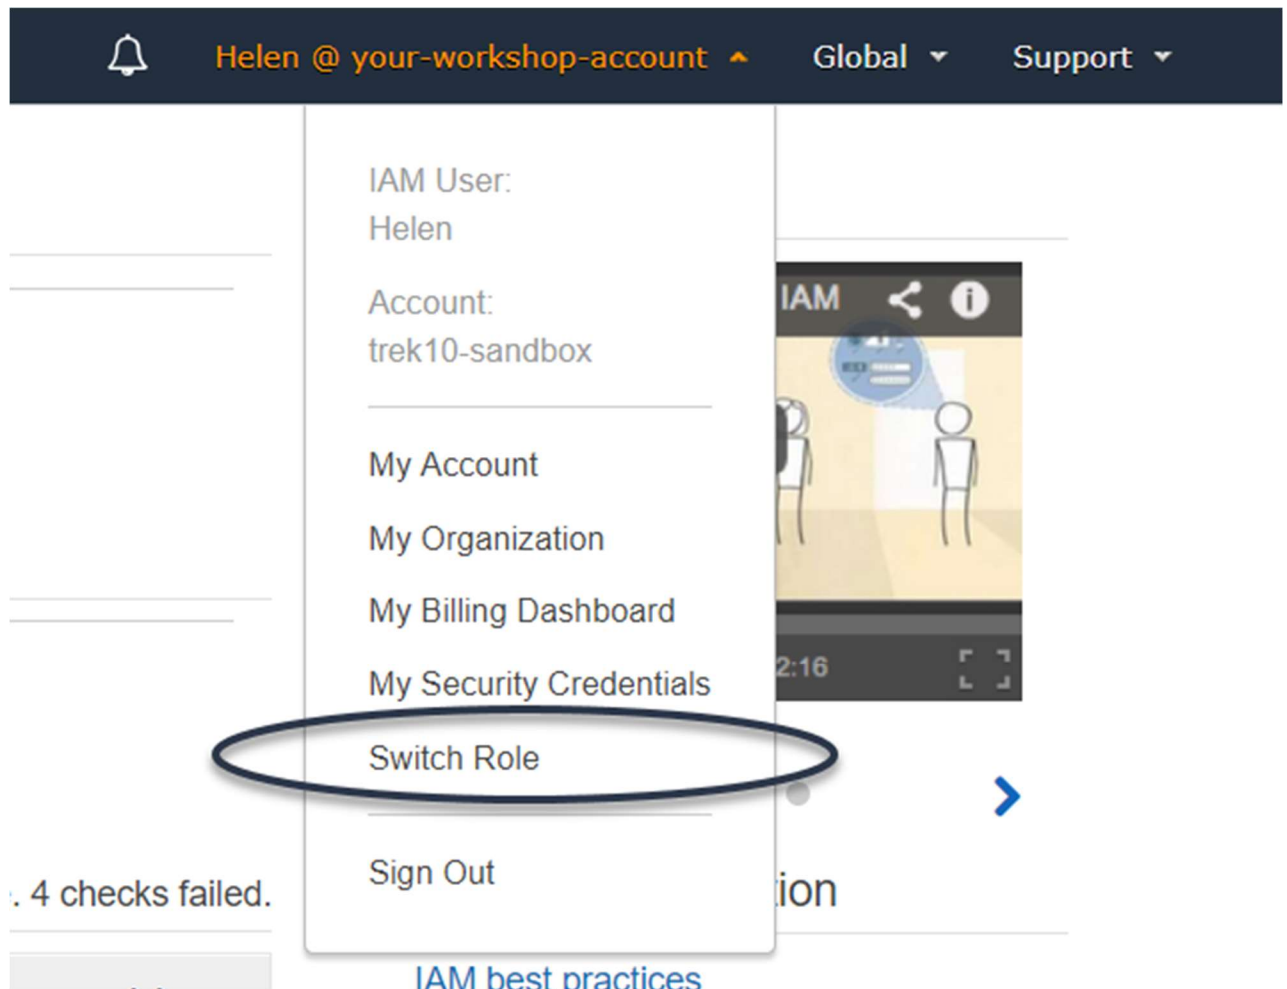 Helen @ your-workshop-account Global Support
IAM User:
Helen
Account:
trek10-sandbox
My Account
My Organization
My Billing Dashboard
My Security Credentials
Switch Role
Sign Out
IAM
2:16
. 4 checks failed.
IAM best practices